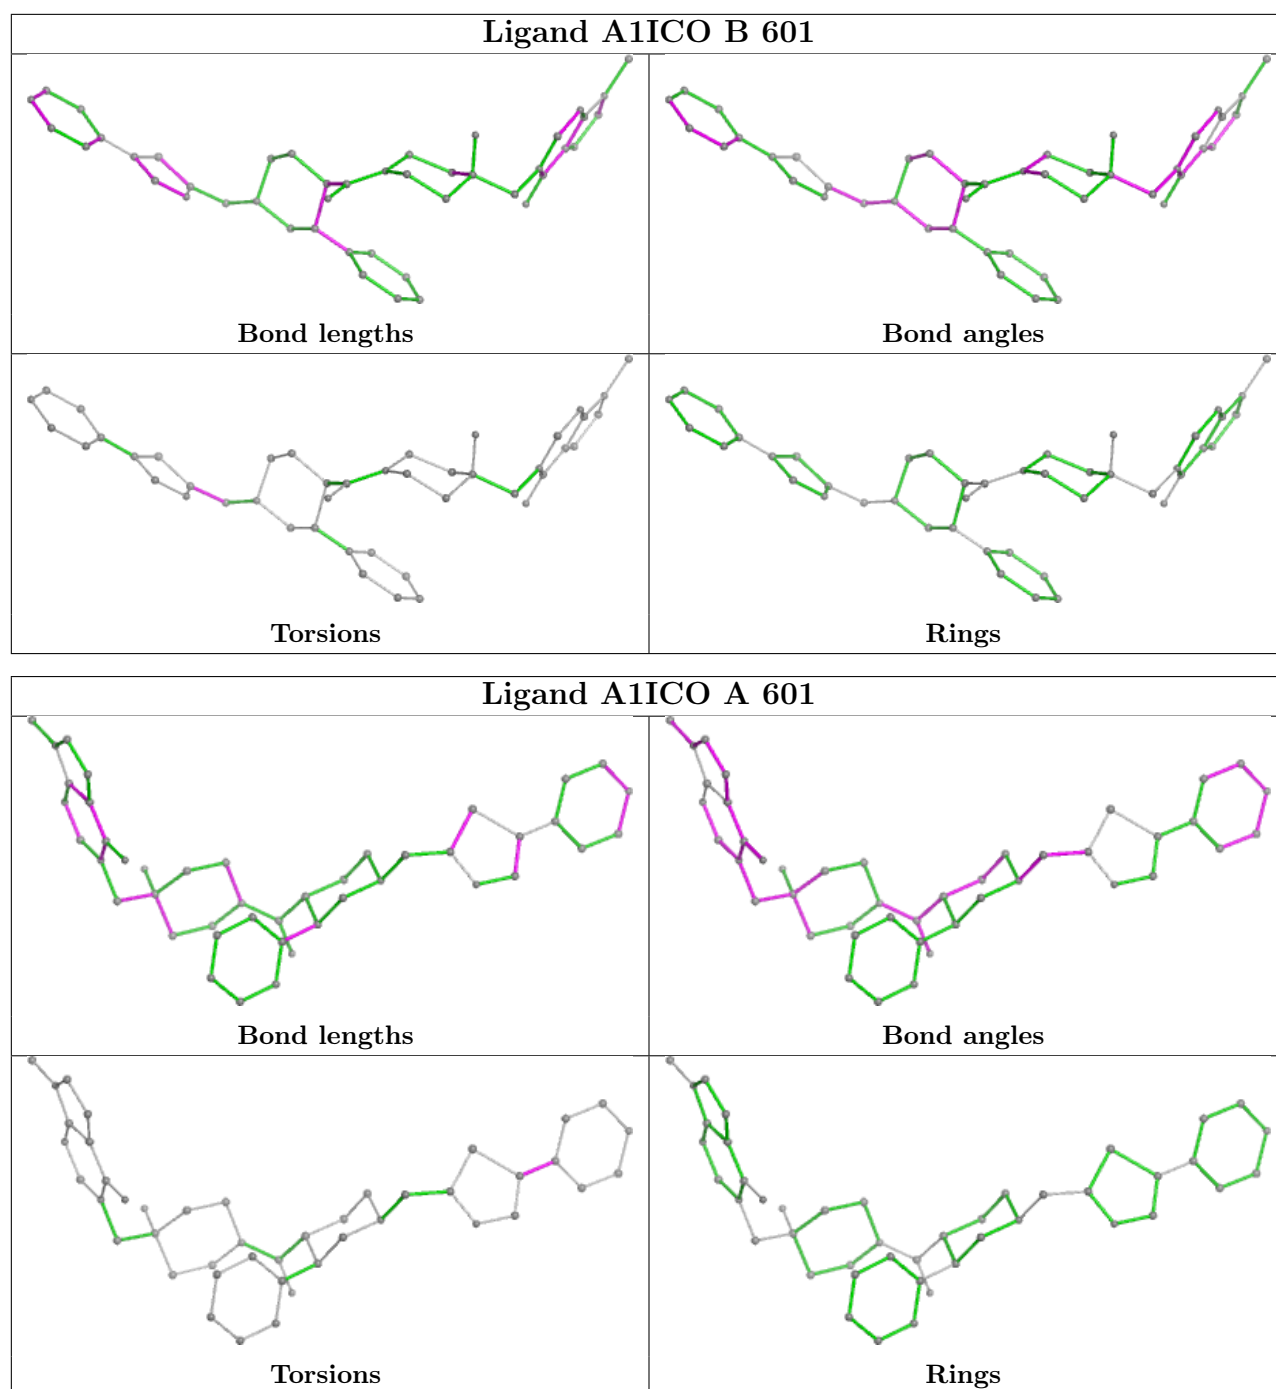 Ligand A1ICO B 601
Bond lengths
Bond angles
Torsions
Rings
Ligand A1ICO A 601
Bond lengths
Bond angles
Torsions
Rings